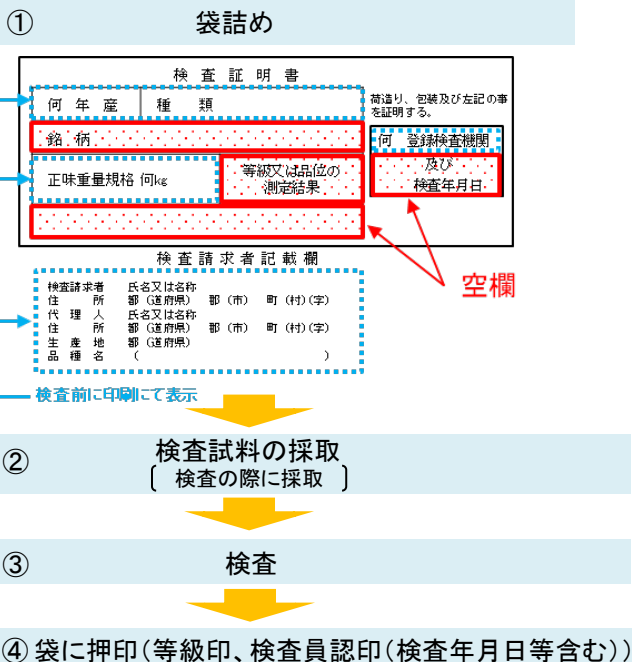 ① 袋詰め
検査証明書
何年産 種類
荷造り、包装及び左記の事
を証明する。
銘柄
何 登録検査機関
正味重量規格 何kg
等級又は品位の
測定結果
及び
検査年月日
空欄
検査請求者記載欄
検査請求者 氏名又は名称
住所 都(道府県) 郡(市) 町(村)(字)
代理人 氏名又は名称
住所 都(道府県) 郡(市) 町(村)(字)
生産地 都(道府県)
品種名 ( )
検査前に印刷にて表示
② 検査試料の採取
〔検査の際に採取〕
③ 検査
④ 袋に押印(等級印、検査員認印(検査年月日等含む))